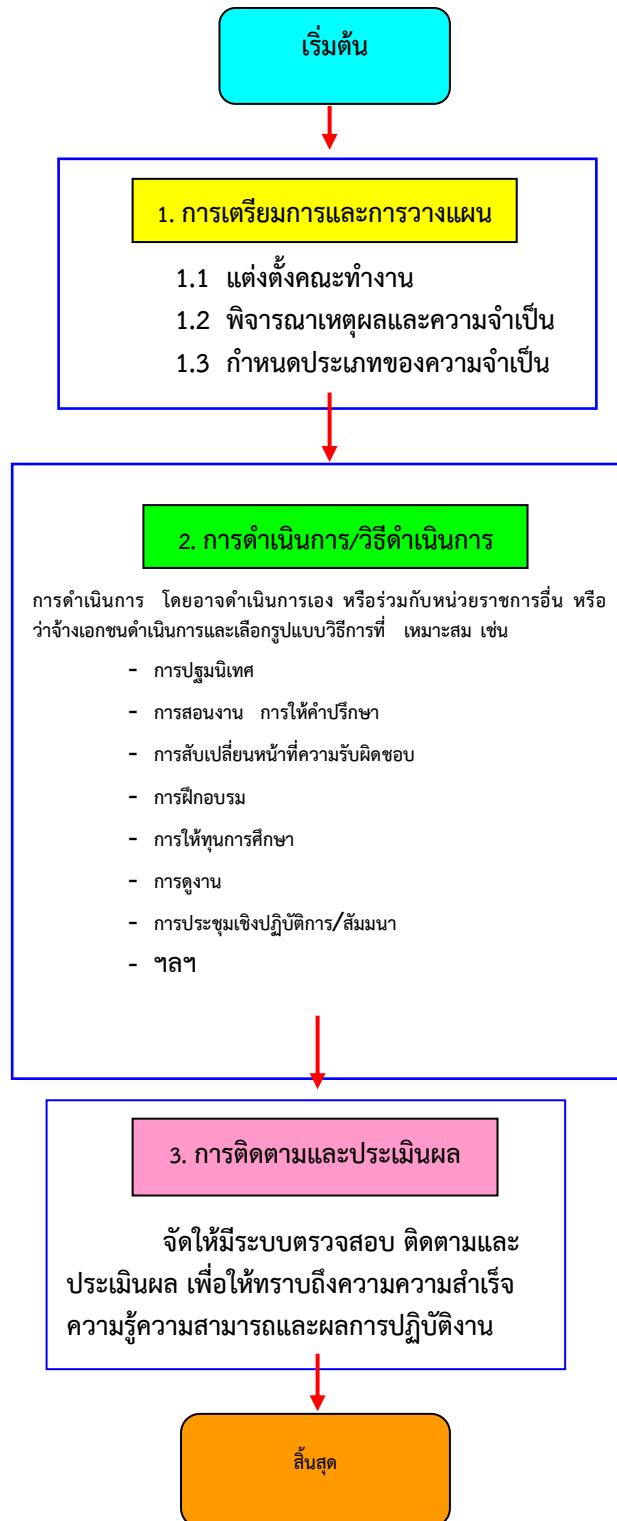 เริ่มต้น
1. การเตรียมการและการวางแผน
1.1 แต่งตั้งคณะทำงาน
1.2 พิจารณาเหตุผลและความจำเป็น
1.3 กำหนดประเภทของความจำเป็น
2. การดำเนินการ/วิธีดำเนินการ
การดำเนินการ โดยอาจดำเนินการเอง หรือร่วมกับหน่วยราชการอื่น หรือ
ว่าจ้างเอกชนดำเนินการและเลือกรูปแบบวิธีการที่ เหมาะสม เช่น
- การปฐมนิเทศ
- การสอนงาน การให้คำปรึกษา
- การสับเปลี่ยนหน้าที่ความรับผิดชอบ
- การฝึกอบรม
- การให้ทุนการศึกษา
- การดูงาน
- การประชุมเชิงปฏิบัติการ/สัมมนา
- ฯลฯ
3. การติดตามและประเมินผล
จัดให้มีระบบตรวจสอบ ติดตามและ
ประเมินผล เพื่อให้ทราบถึงความความสำเร็จ
ความรู้ความสามารถและผลการปฏิบัติงาน
สิ้นสุด